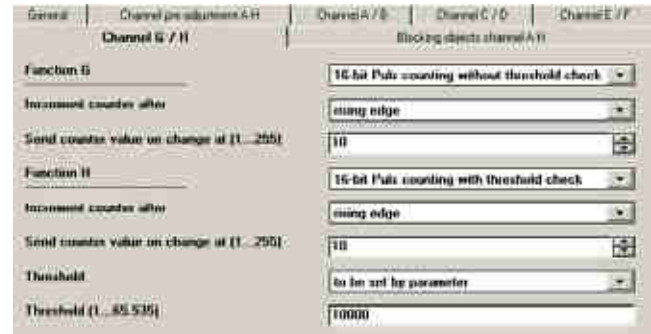 General Channel pre-adjustment A-H Channel A / B Channel C / D Channel E / F
Channel G / H Blocking objects channel A-H
Function G 16-bit Puls counting without threshold check
Increment counter after rising edge
Send counter value on change at (1...255) 10
Function H 16-bit Puls counting with threshold check
Increment counter after rising edge
Send counter value on change at (1...255) 10
Threshold to be set by parameter
Threshold (1...65.535) 10000